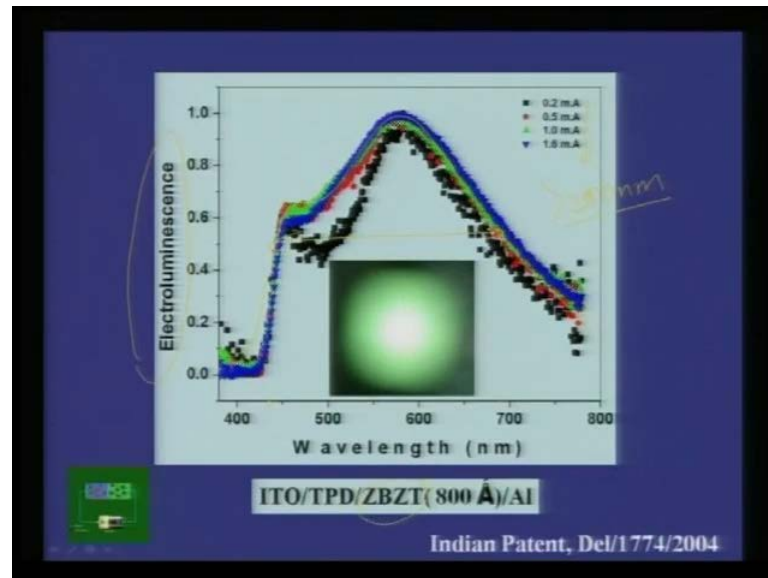 1.0
0.8
0.6
0.4
0.2
0.0
Electroluminescence
0.2 mA
0.5 mA
1.0 mA
1.6 mA
nm
400 500 600 700 800
Wavelength (nm)
ITO/TPD/ZBZT(800 Å)/Al
Indian Patent, Del/1774/2004